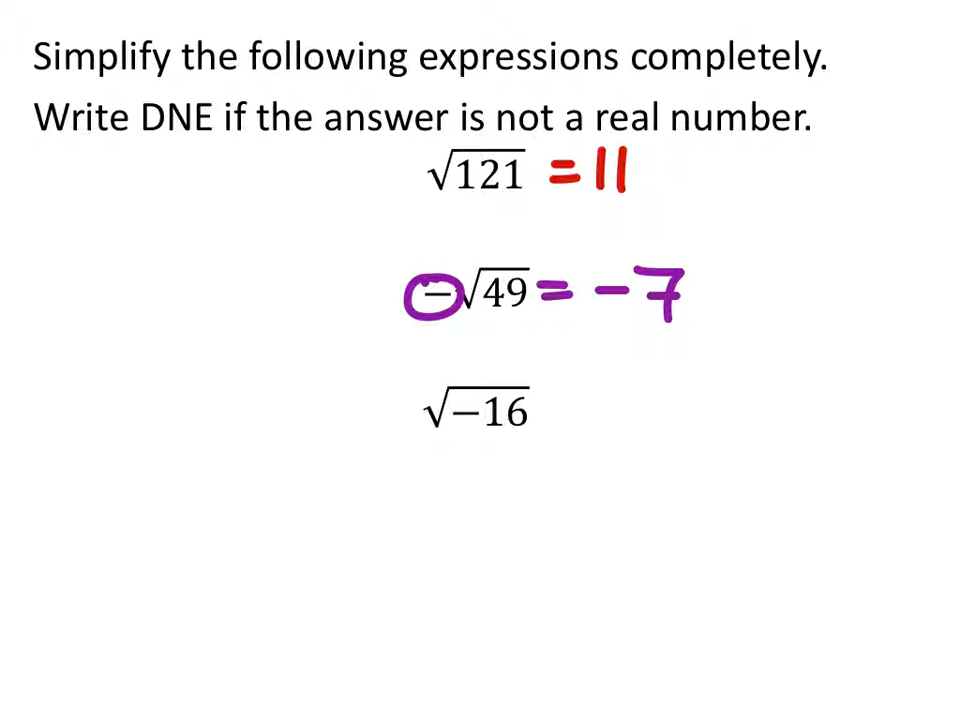 Simplify the following expressions completely.
Write DNE if the answer is not a real number.
√121 = 11
−√49 = −7
√−16